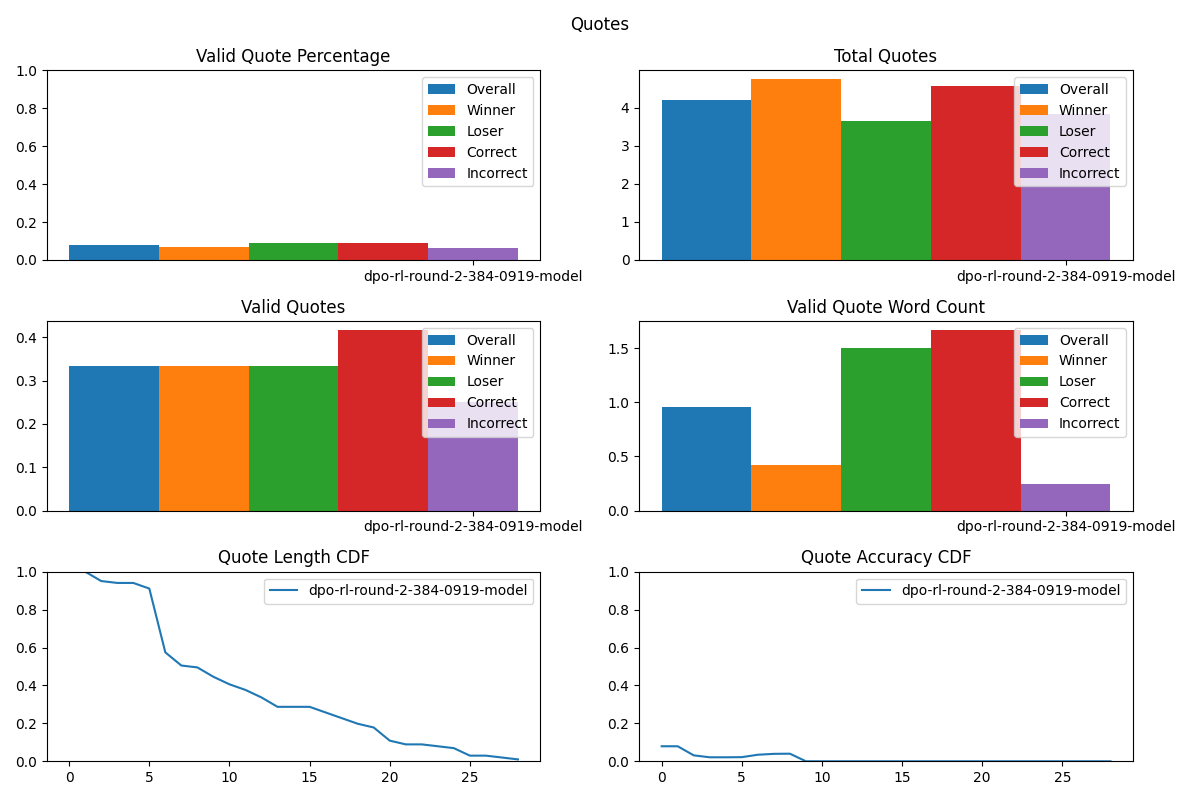 Quotes
Valid Quote Percentage
1.0
0.8
0.6
0.4
0.2
0.0
Overall
Winner
Loser
Correct
Incorrect
dpo-rl-round-2-384-0919-model
Total Quotes
4
3
2
1
0
Overall
Winner
Loser
Correct
Incorrect
dpo-rl-round-2-384-0919-model
Valid Quotes
0.4
0.3
0.2
0.1
0.0
Overall
Winner
Loser
Correct
Incorrect
dpo-rl-round-2-384-0919-model
Valid Quote Word Count
1.5
1.0
0.5
0.0
Overall
Winner
Loser
Correct
Incorrect
dpo-rl-round-2-384-0919-model
Quote Length CDF
1.0
0.8
0.6
0.4
0.2
0.0
dpo-rl-round-2-384-0919-model
0 5 10 15 20 25
Quote Accuracy CDF
1.0
0.8
0.6
0.4
0.2
0.0
dpo-rl-round-2-384-0919-model
0 5 10 15 20 25